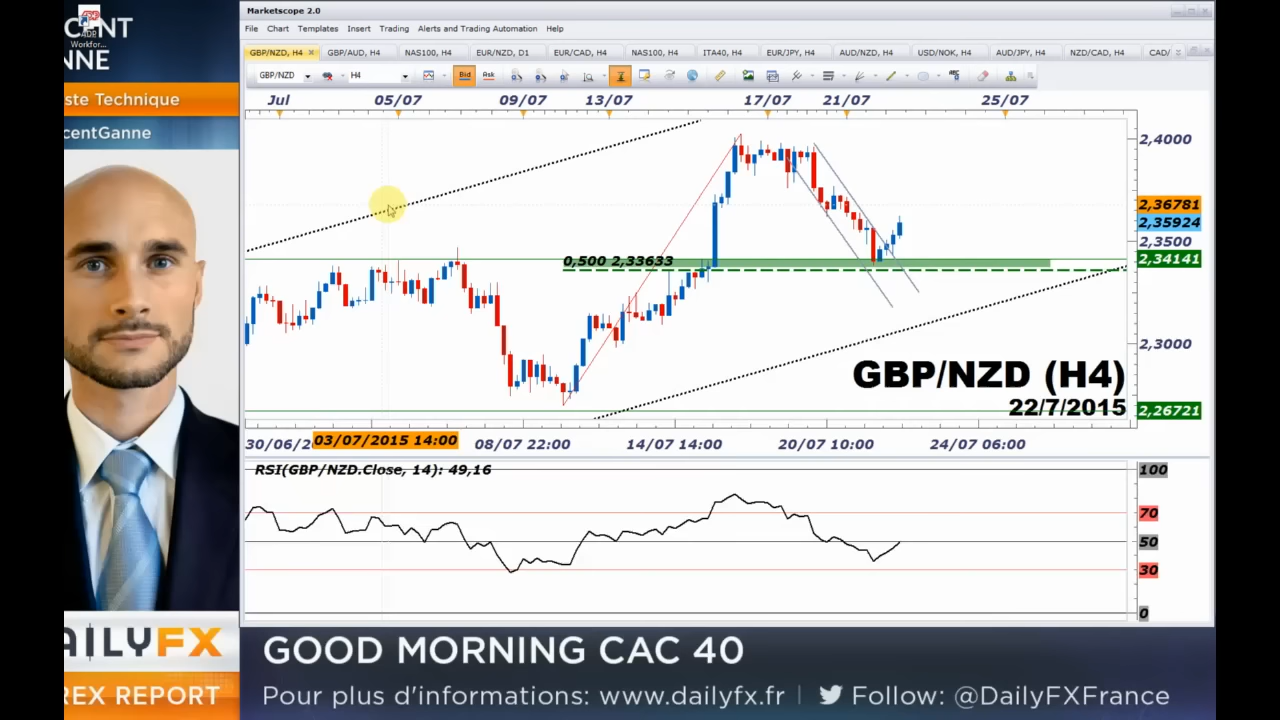 CENT
NNE
ADP
Workfor...
ste Technique
centGanne
AILYFX
REX REPORT
Marketscope 2.0
File Chart Templates Insert Trading Alerts and Trading Automation Help
GBP/NZD, H4 GBP/AUD, H4 NAS100, H4 EUR/NZD, D1 EUR/CAD, H4 NAS100, H4 ITA40, H4 EUR/JPY, H4 AUD/NZD, H4 USD/NOK, H4 AUD/JPY, H4 NZD/CAD, H4 CAD/
GBP/NZD H4 Bid Ask
Jul 05/07 09/07 13/07 17/07 21/07 25/07
2,4000
2,36781
2,35924
2,3500
2,34141
0,500 2,33633
2,3000
GBP/NZD (H4)
22/7/2015
2,26721
30/06/2 03/07/2015 14:00 08/07 22:00 14/07 14:00 20/07 10:00 24/07 06:00
RSI(GBP/NZD.Close, 14): 49,16
100
70
50
30
0
GOOD MORNING CAC 40
Pour plus d'informations: www.dailyfx.fr | Follow: @DailyFXFrance